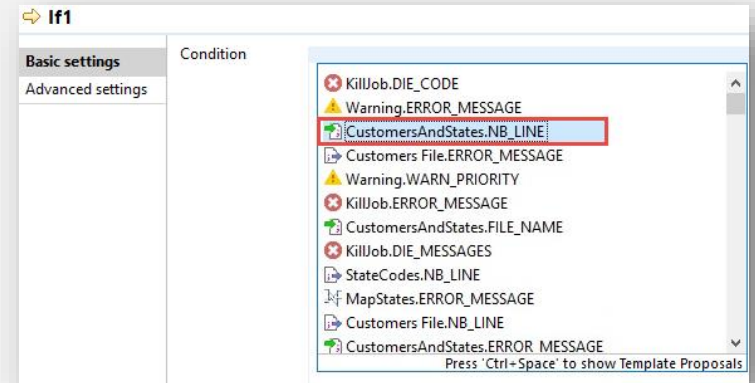 If1
Basic settings
Advanced settings
Condition
KillJob.DIE_CODE
Warning.ERROR_MESSAGE
CustomersAndStates.NB_LINE
Customers File.ERROR_MESSAGE
Warning.WARN_PRIORITY
KillJob.ERROR_MESSAGE
CustomersAndStates.FILE_NAME
KillJob.DIE_MESSAGES
StateCodes.NB_LINE
MapStates.ERROR_MESSAGE
Customers File.NB_LINE
CustomersAndStates.ERROR_MESSAGE
Press 'Ctrl+Space' to show Template Proposals